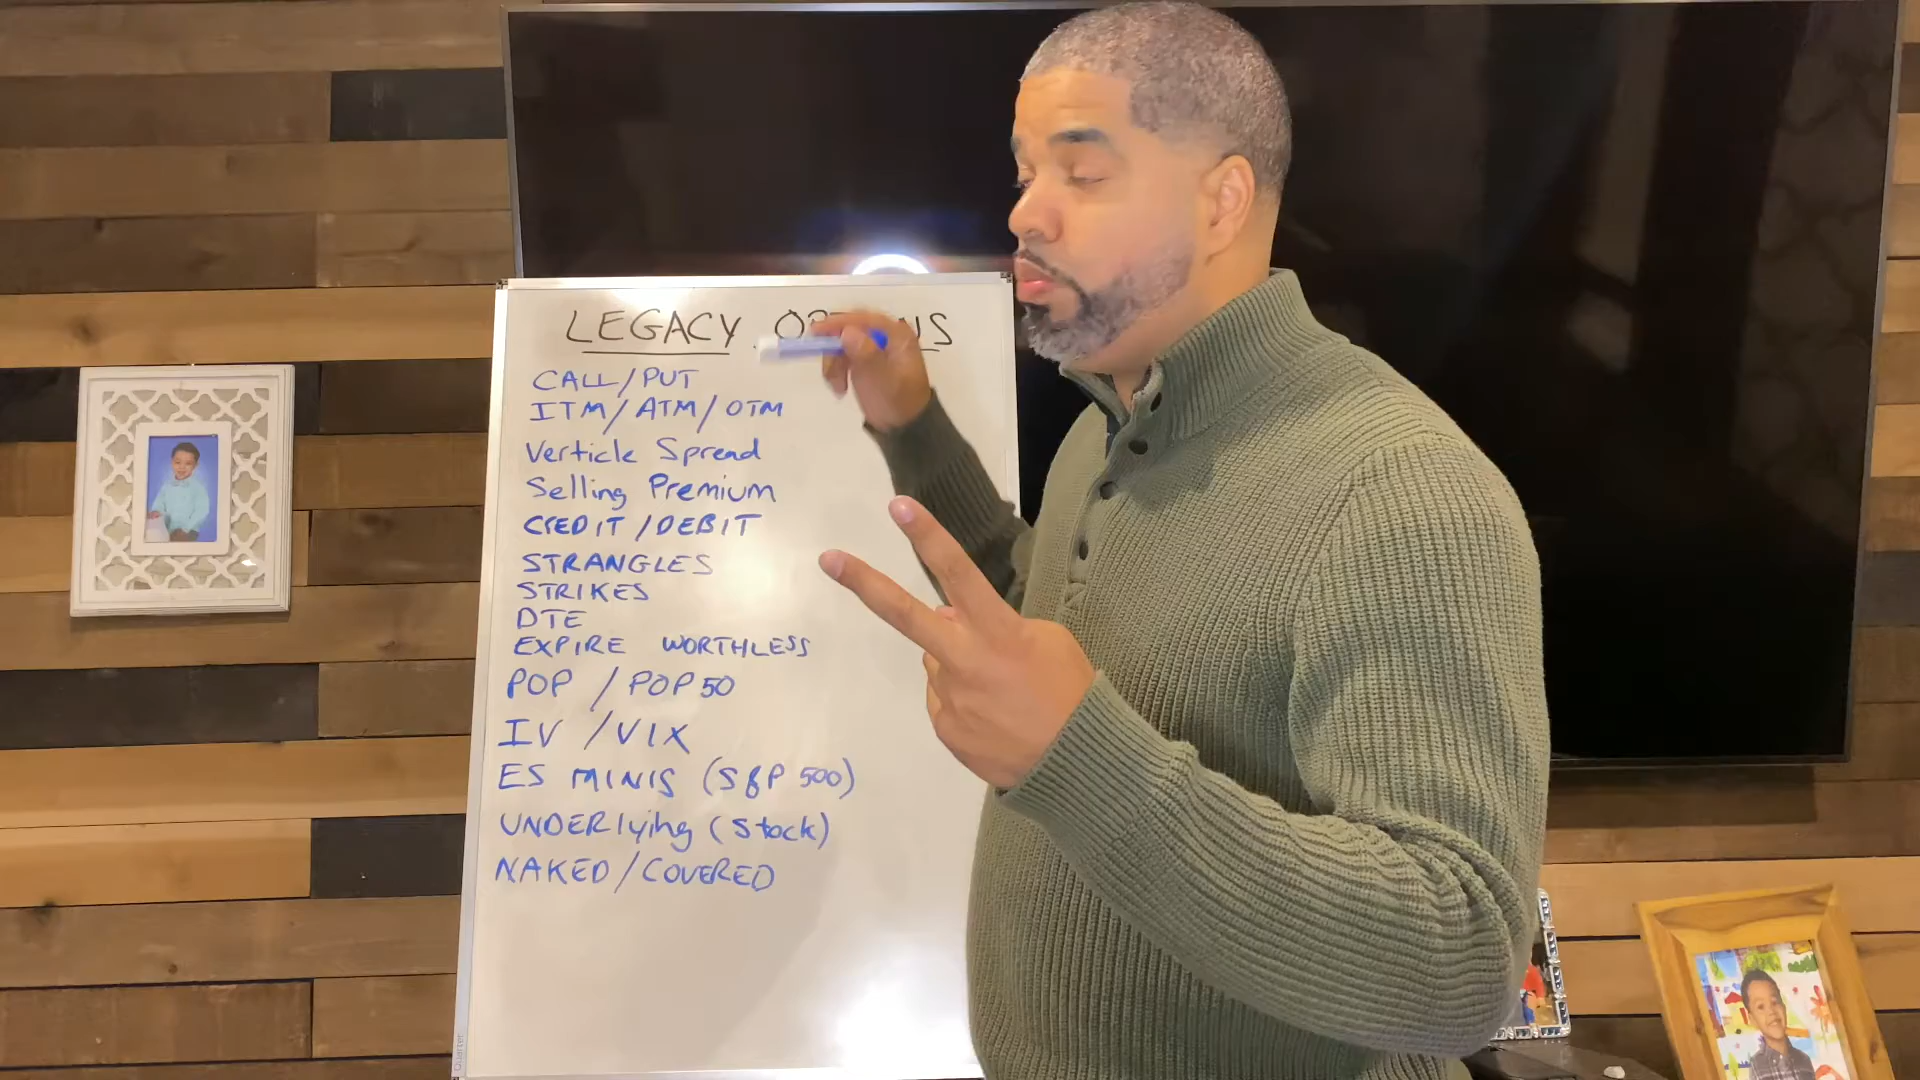 LEGACY
CALL/PUT
ITM/ATM/OTM
Verticle Spread
Selling Premium
CREDIT/DEBIT
STRANGLES
STRIKES
DTE
EXPIRE WORTHLESS
POP / POP 50
IV / VIX
ES MINIS (S&P 500)
UNDERlying (Stock)
NAKED/COVERED
Quartet